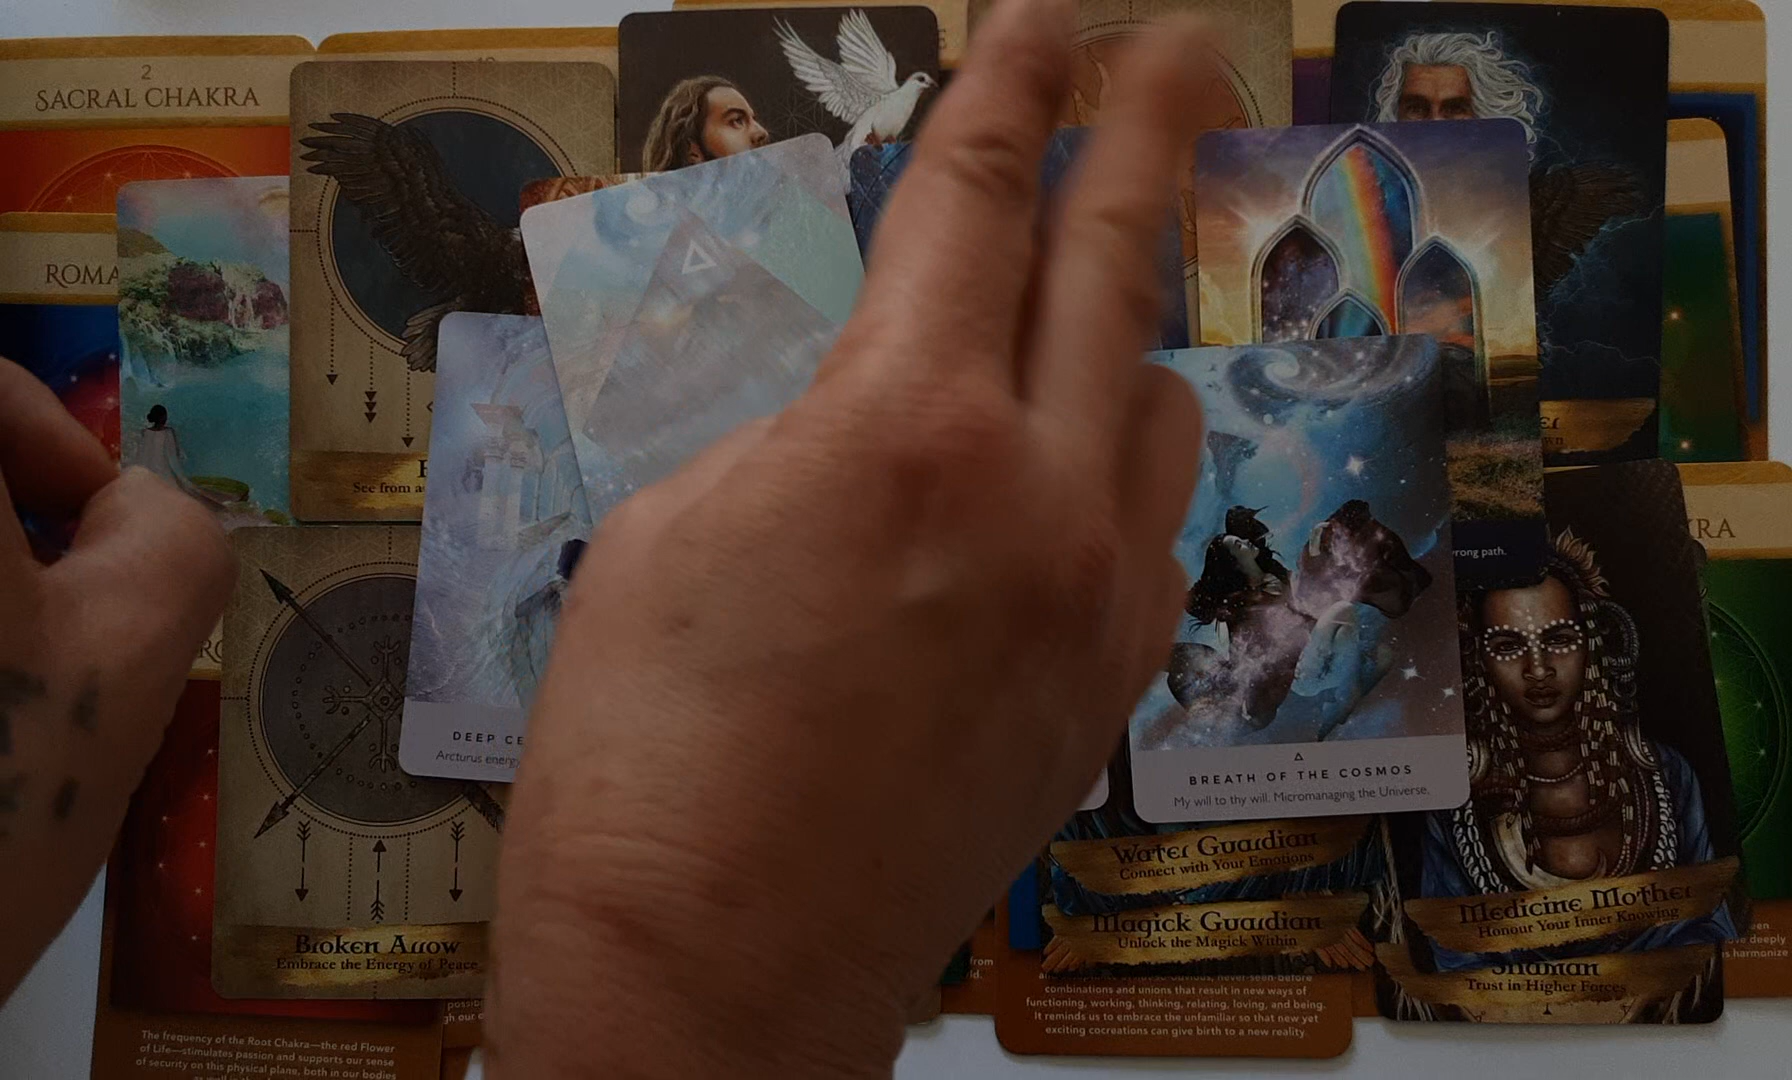 2
SACRAL CHAKRA
ROMA
See from a
DEEP CE
Arcturus energy
BREATH OF THE COSMOS
My will to thy will. Micromanaging the Universe.
rong path.
Water Guardian
Connect with Your Emotions
Magick Guardian
Unlock the Magick Within
Medicine Mother
Honour Your Inner Knowing
Shaman
Trust in Higher Forces
Broken Arrow
Embrace the Energy of Peace
KRA
deeply
harmonize
from
combinations and unions that result in new ways of
functioning, working, thinking, relating, loving, and being.
It reminds us to embrace the unfamiliar so that new yet
exciting cocreations can give birth to a new reality.
The frequency of the Root Chakra—the red Flower
of Life—stimulates passion and supports our sense
of security on this physical plane, both in our bodies